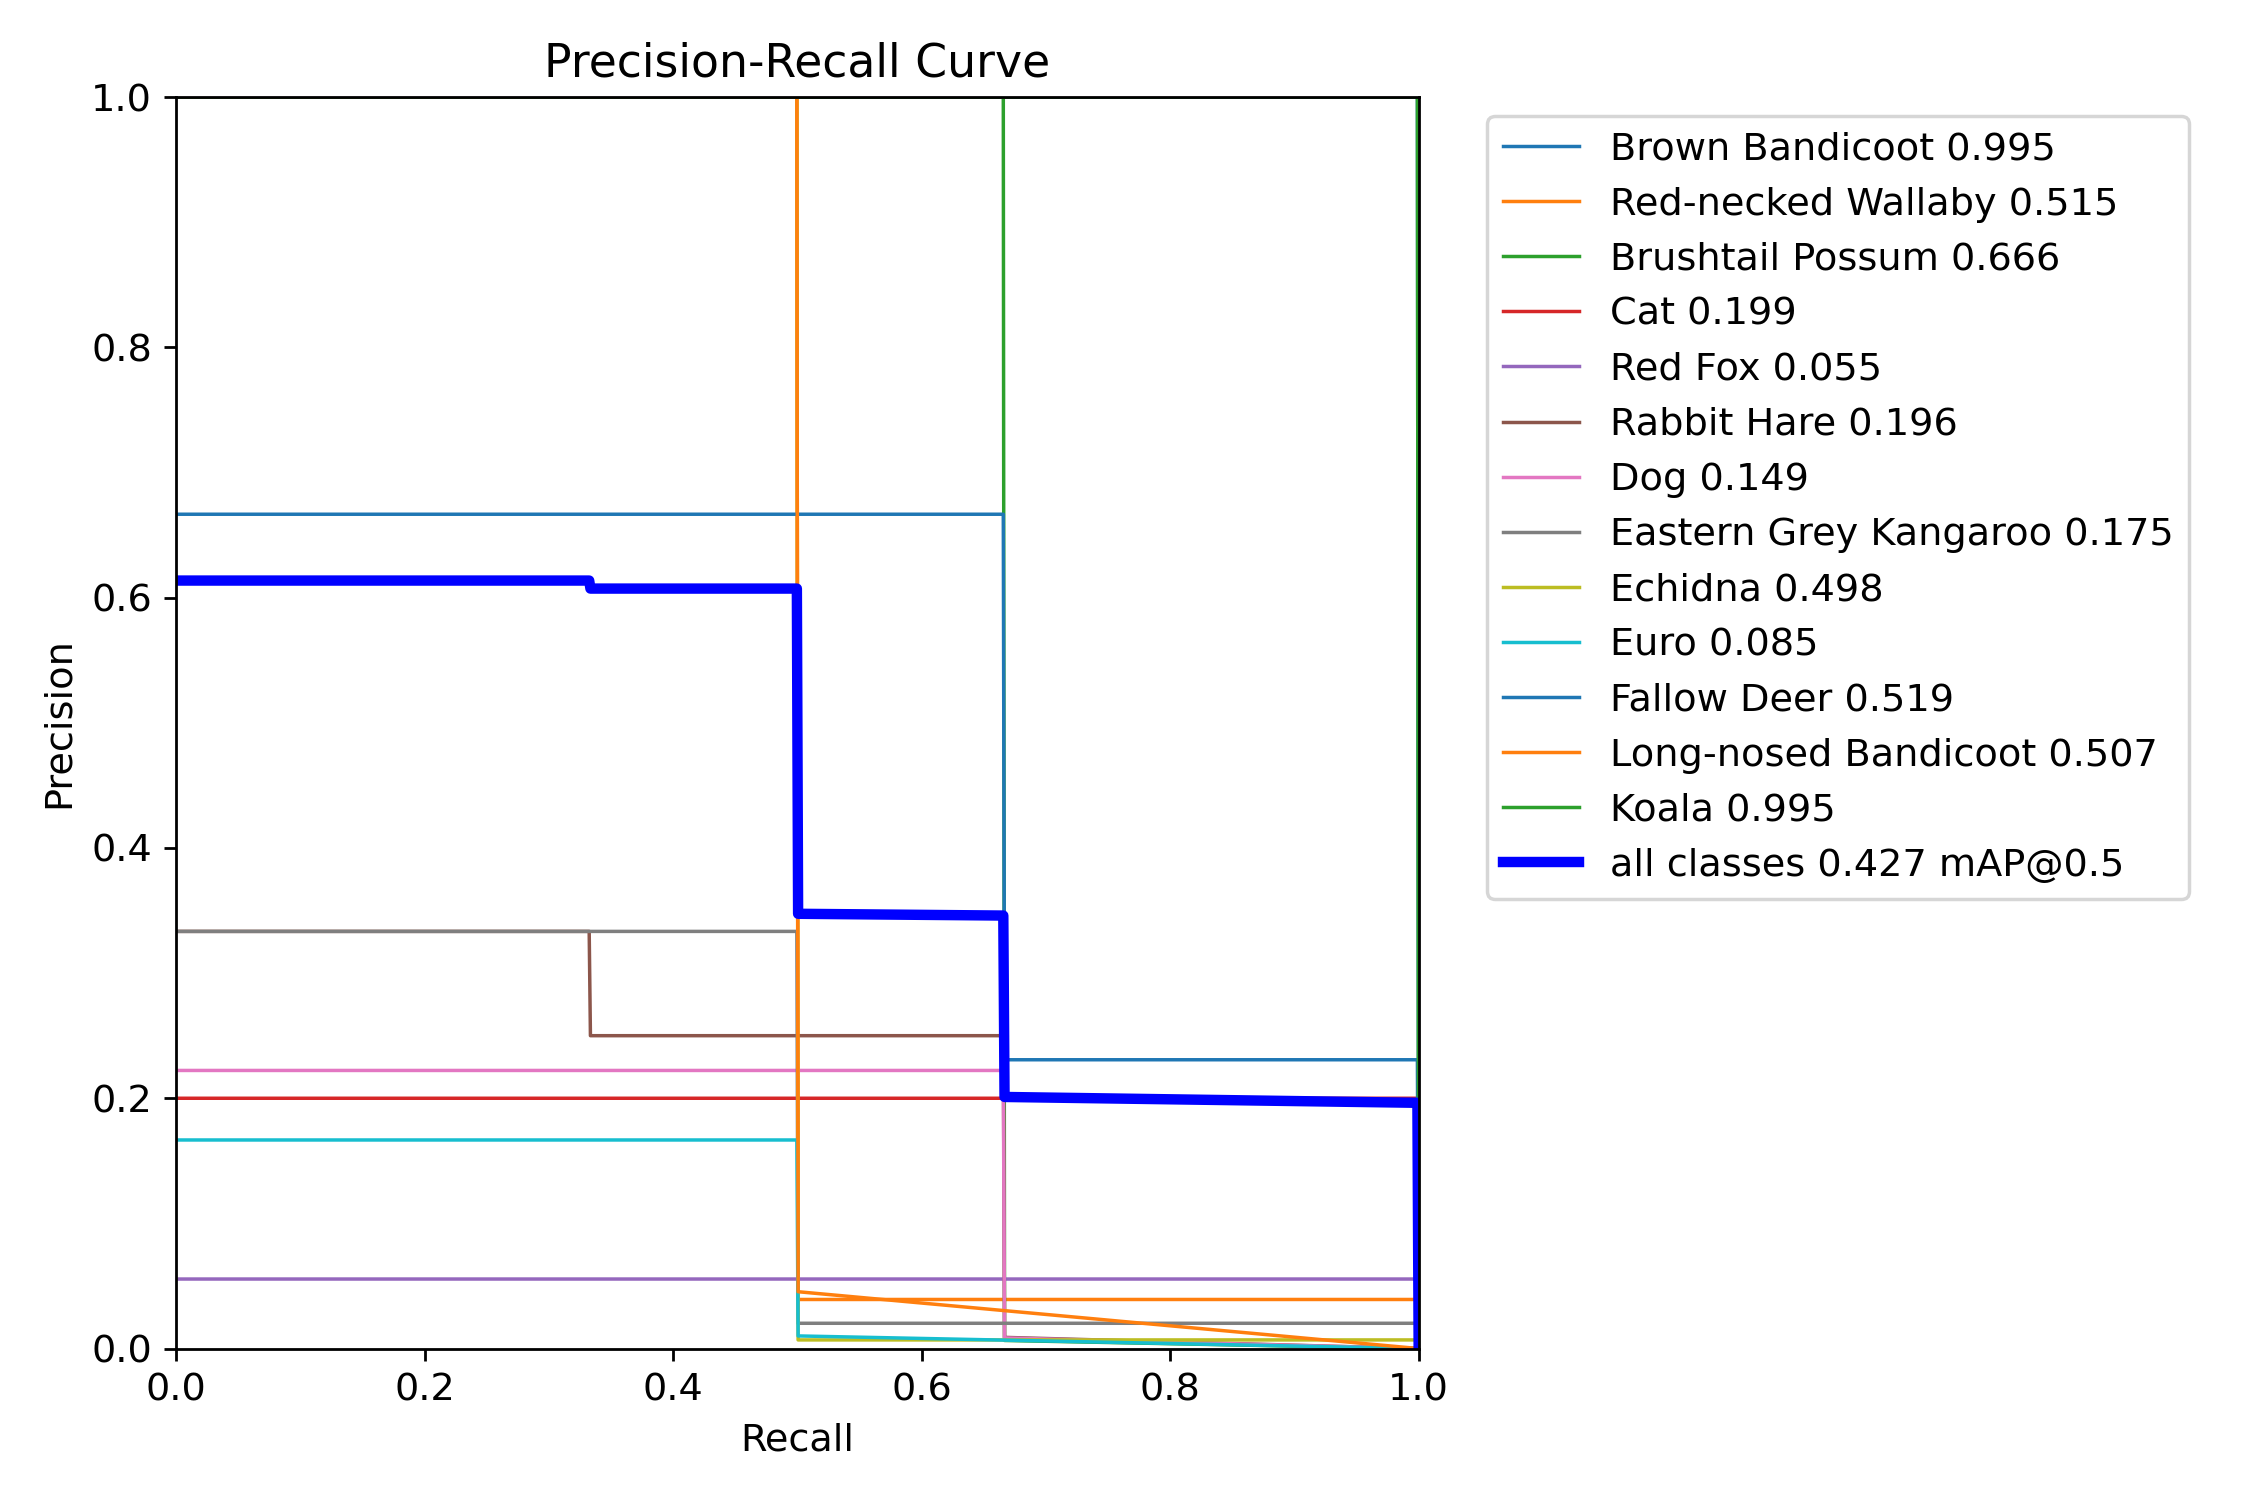 Precision-Recall Curve
1.0
0.8
0.6
0.4
0.2
0.0
Precision
0.0 0.2 0.4 0.6 0.8 1.0
Recall
Brown Bandicoot 0.995
Red-necked Wallaby 0.515
Brushtail Possum 0.666
Cat 0.199
Red Fox 0.055
Rabbit Hare 0.196
Dog 0.149
Eastern Grey Kangaroo 0.175
Echidna 0.498
Euro 0.085
Fallow Deer 0.519
Long-nosed Bandicoot 0.507
Koala 0.995
all classes 0.427 mAP@0.5